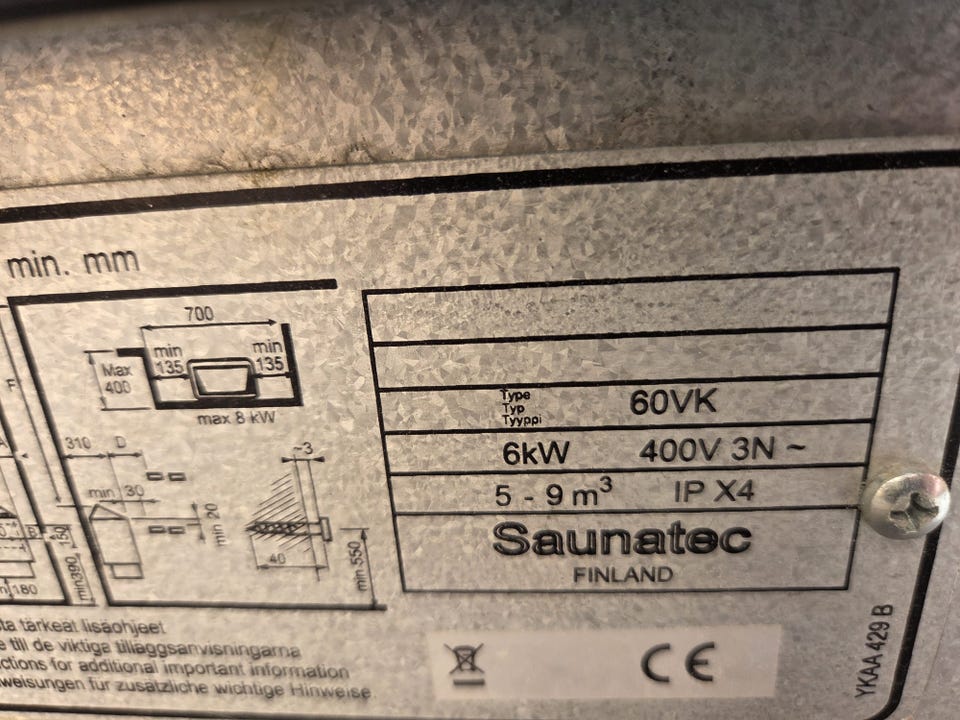 min. mm
700
min
135
min
135
Max
400
max 8 kW
F
310 D
min 30
min 20
~3
40
min.550
min390
150
180
Type
Typ
Tyyppi
60VK
6kW 400V 3N ~
5 - 9 m³ IP X4
Saunatec
FINLAND
ta tärkeät lisäohjeet
e till de viktiga tilläggsanvisningarna
ctions for additional important information
weisungen für zusätzliche wichtige Hinweise.
CE
YKAA 429 B